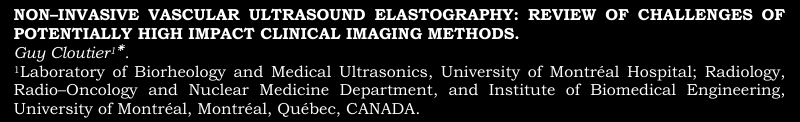 NON–INVASIVE VASCULAR ULTRASOUND ELASTOGRAPHY: REVIEW OF CHALLENGES OF
POTENTIALLY HIGH IMPACT CLINICAL IMAGING METHODS.
Guy Cloutier¹*.
¹Laboratory of Biorheology and Medical Ultrasonics, University of Montréal Hospital; Radiology,
Radio–Oncology and Nuclear Medicine Department, and Institute of Biomedical Engineering,
University of Montréal, Montréal, Québec, CANADA.